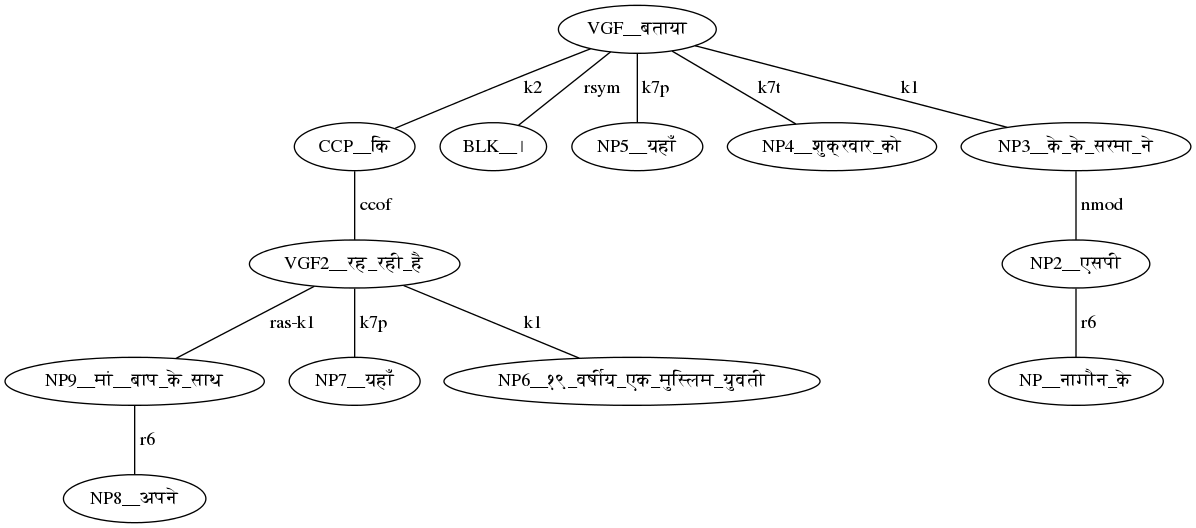 VGF__बताया
k2 rsym k7p k7t k1
CCP__कि BLK__। NP5__यहाँ NP4__शुक्रवार_को NP3__के_के_सरमा_ने
ccof nmod
VGF2__रह_रही_है NP2__एसपी
ras-k1 k7p k1 r6
NP9__मां__बाप_के_साथ NP7__यहाँ NP6__१९_वर्षीय_एक_मुस्लिम_युवती NP__नागौन_के
r6
NP8__अपने